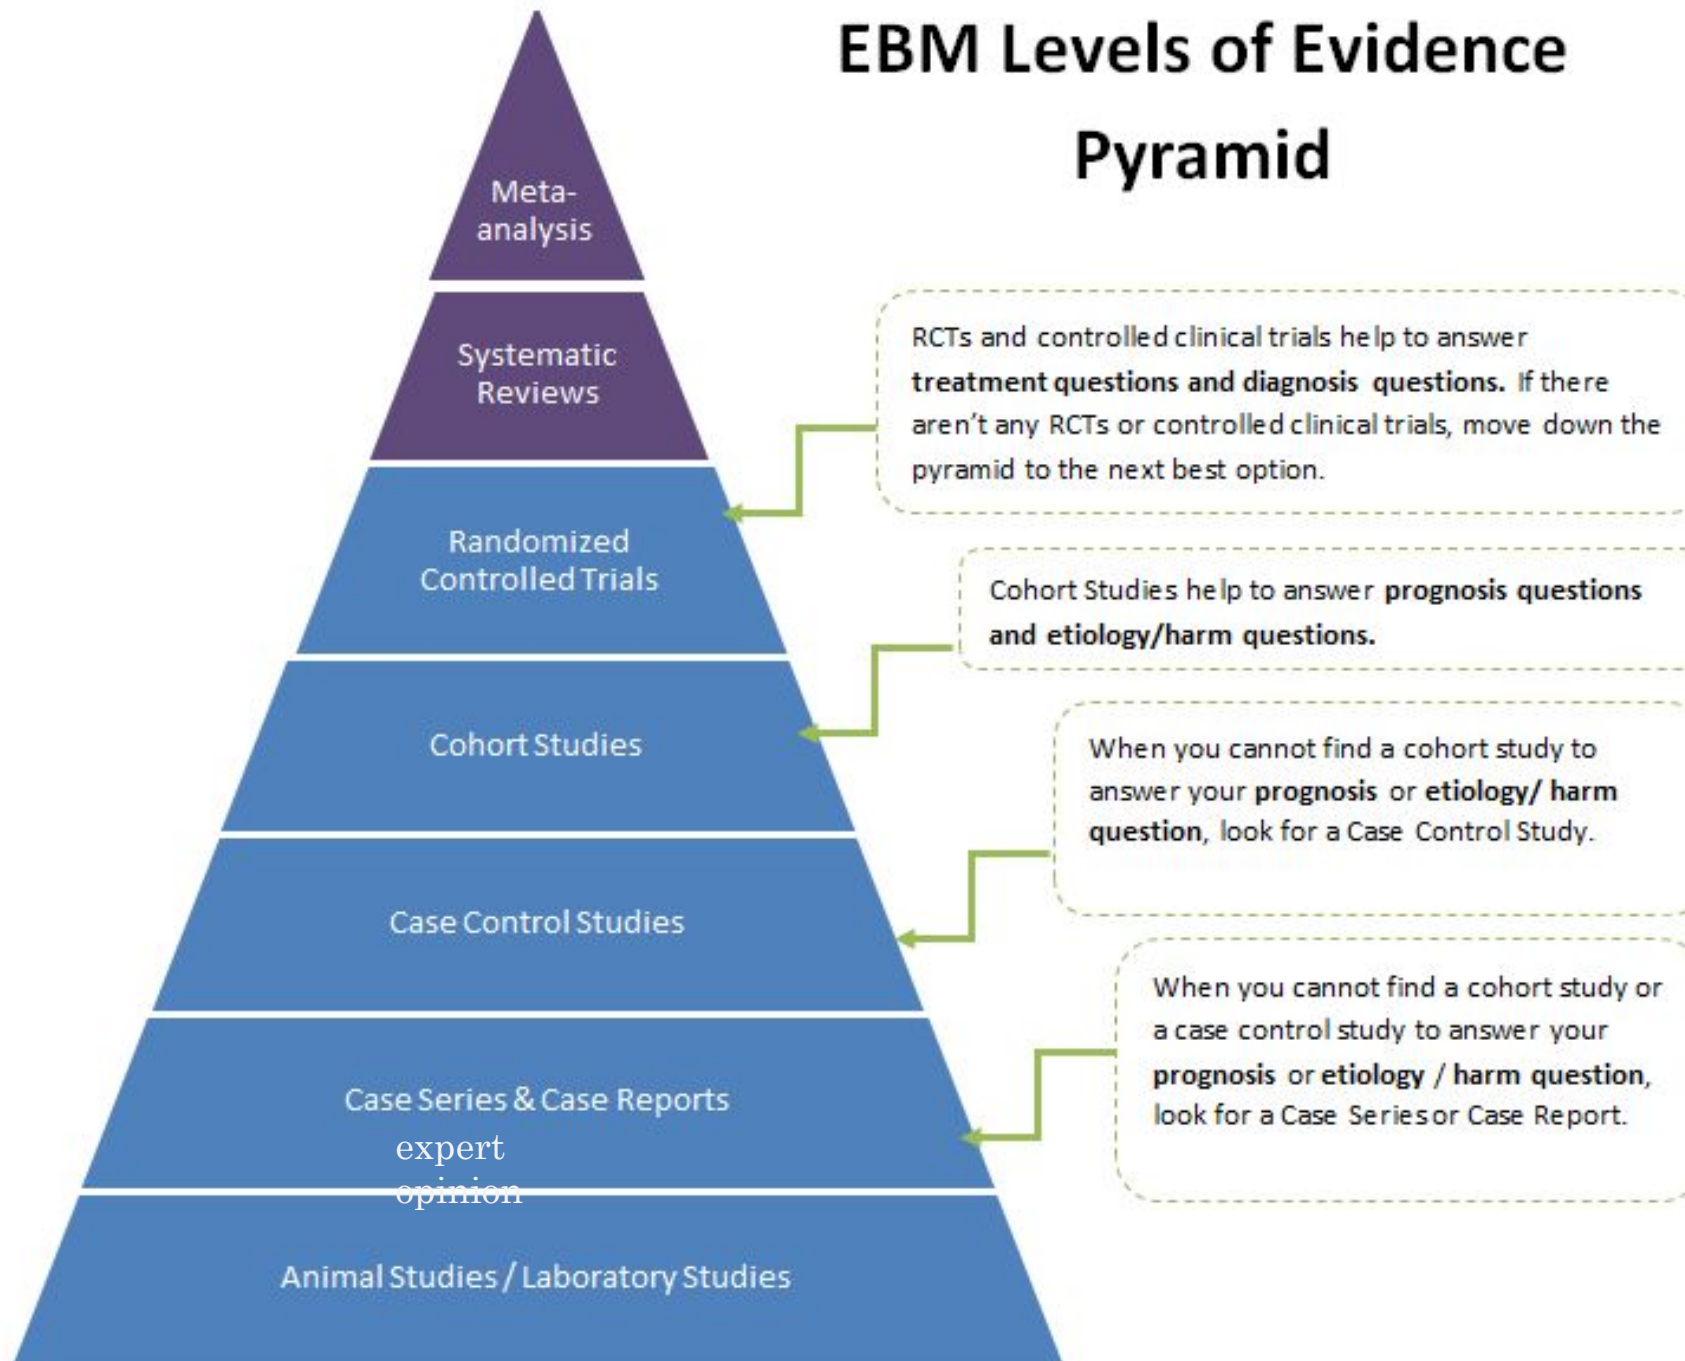 EBM Levels of Evidence
Pyramid
Meta-
analysis
Systematic
Reviews
RCTs and controlled clinical trials help to answer
treatment questions and diagnosis questions. If there
aren't any RCTs or controlled clinical trials, move down the
pyramid to the next best option.
Randomized
Controlled Trials
Cohort Studies help to answer prognosis questions
and etiology/harm questions.
Cohort Studies
When you cannot find a cohort study to
answer your prognosis or etiology/ harm
question, look for a Case Control Study.
Case Control Studies
When you cannot find a cohort study or
a case control study to answer your
prognosis or etiology / harm question,
look for a Case Series or Case Report.
Case Series & Case Reports
expert
opinion
Animal Studies / Laboratory Studies